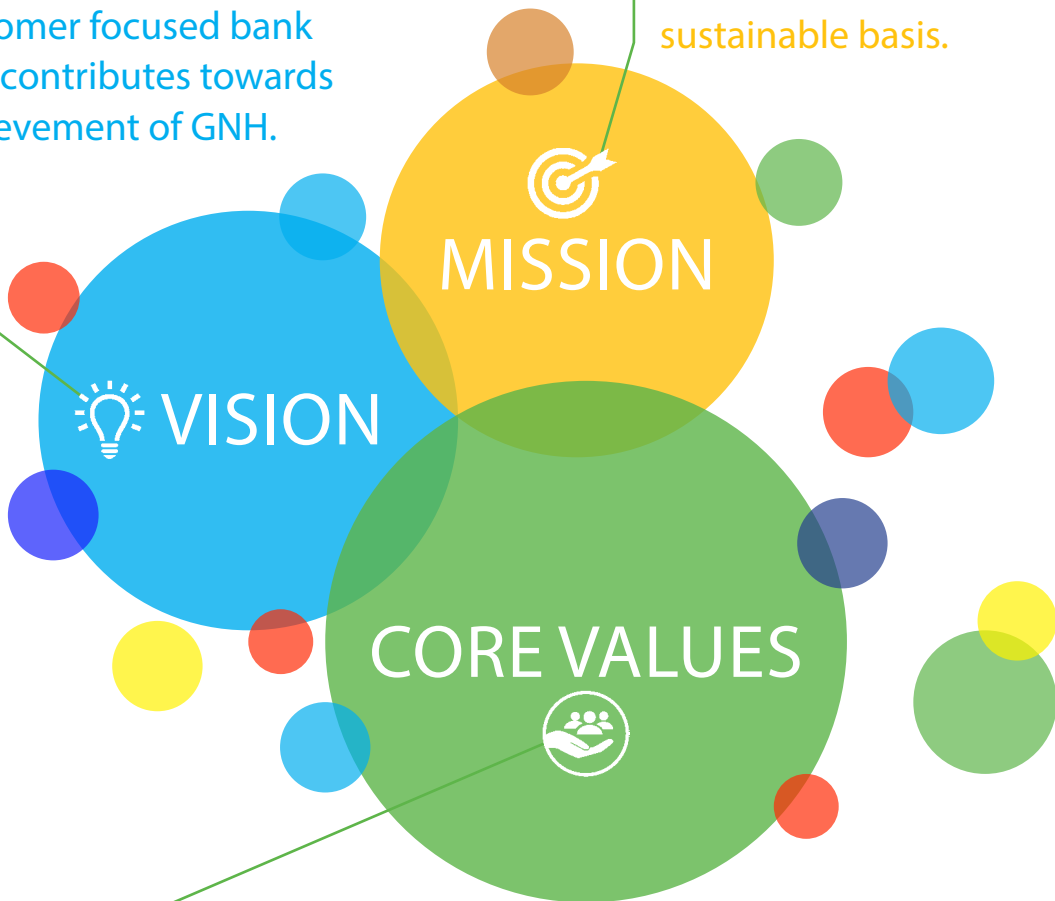 omer focused bank
contributes towards
evement of GNH.
sustainable basis.
MISSION
VISION
CORE VALUES